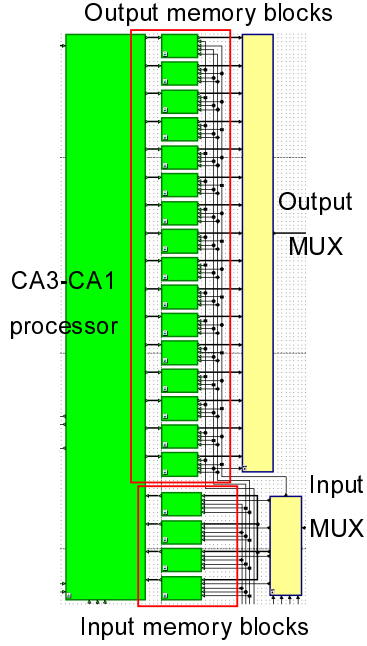 Output memory blocks
Output
MUX
CA3-CA1
processor
Input
MUX
Input memory blocks